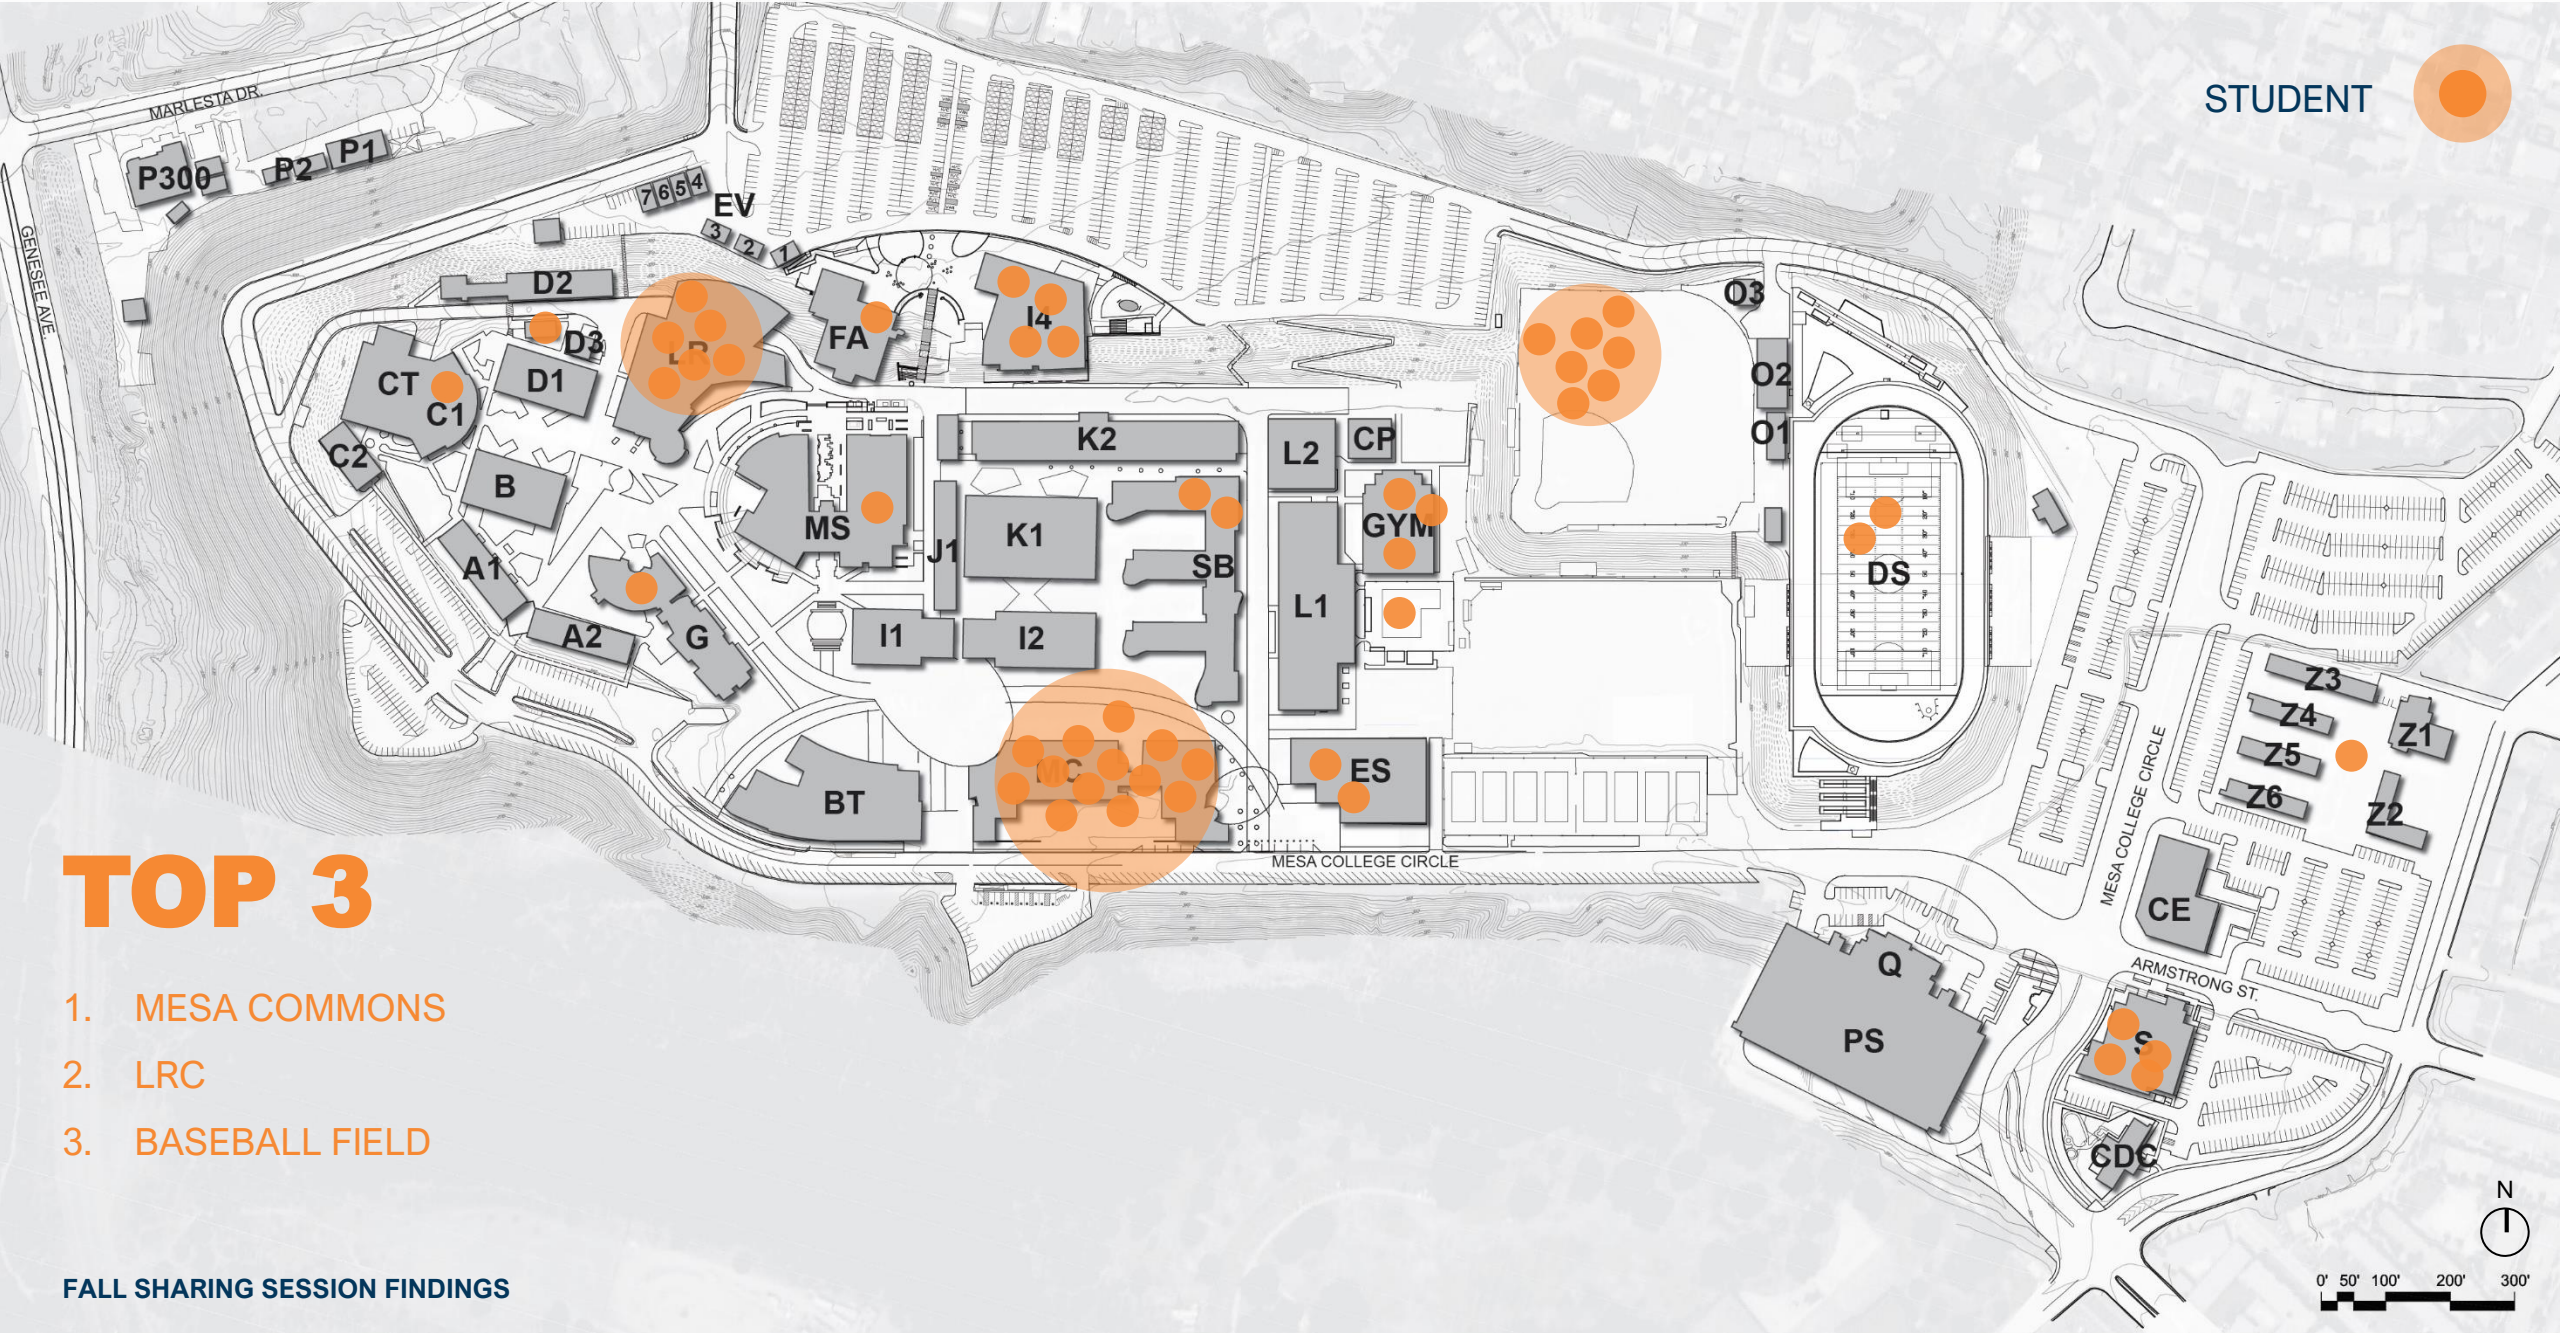 STUDENT
MARLESTA DR.
P300
P2
P1
GENESEE AVE.
7 6 5 4
EV
3
2
1
D2
D3
D1
LR
FA
I4
O3
O2
O1
CT
C1
C2
B
A1
A2
G
MS
J1
K2
K1
I1
I2
SB
L2
CP
GYM
L1
DS
MC
BT
ES
MESA COLLEGE CIRCLE
MESA COLLEGE CIRCLE
Z3
Z4
Z5
Z6
Z1
Z2
CE
ARMSTRONG ST.
Q
PS
S
CDC
TOP 3
1. MESA COMMONS
2. LRC
3. BASEBALL FIELD
FALL SHARING SESSION FINDINGS
N
0' 50' 100' 200' 300'